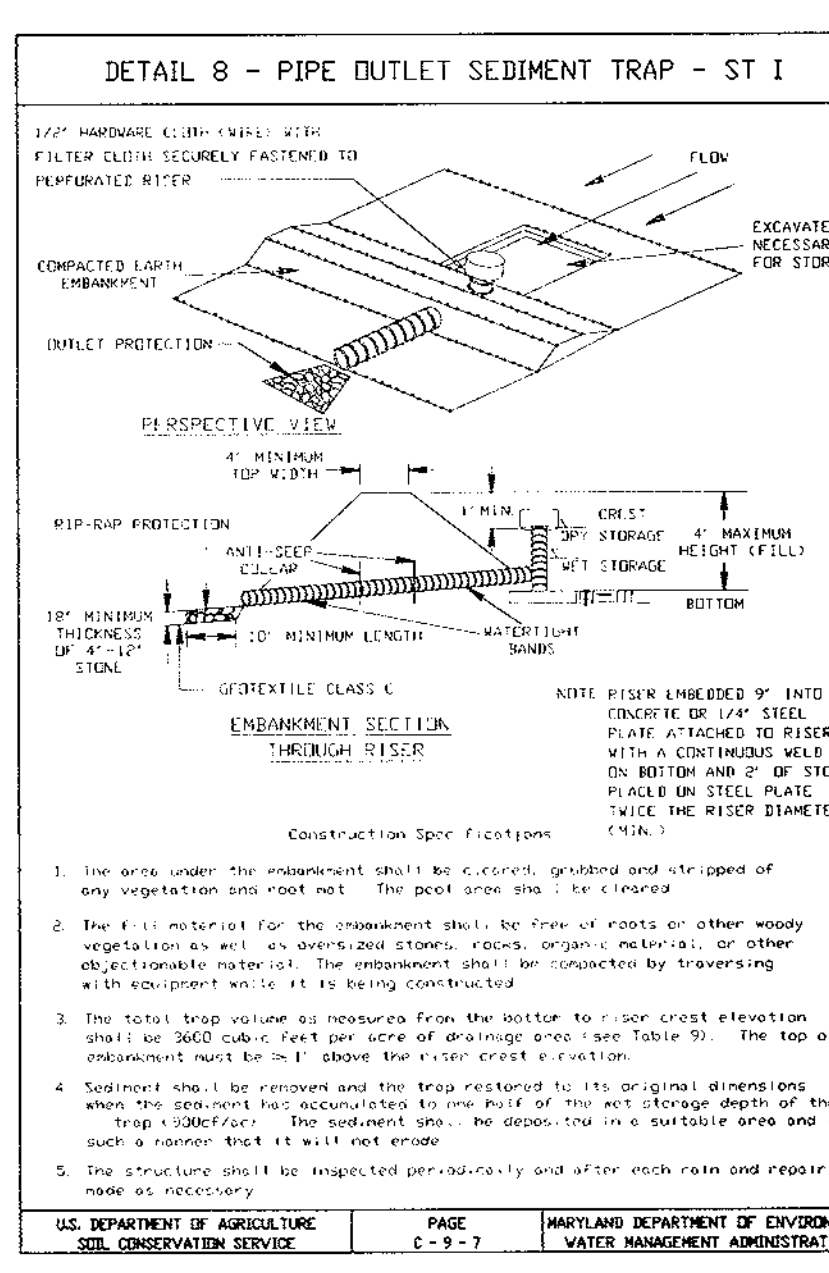 DETAIL 8 - PIPE OUTLET SEDIMENT TRAP - ST I
1/2" HARDWARE CLOTH (WIRE) WITH
FILTER CLOTH SECURELY FASTENED TO
PERFORATED RISER
FLOW
EXCAVATE
NECESSAR
FOR STOR
COMPACTED EARTH
EMBANKMENT
OUTLET PROTECTION
PERSPECTIVE VIEW
4' MINIMUM
TOP WIDTH
1' MIN.
CREST
DRY STORAGE
WET STORAGE
4' MAXIMUM
HEIGHT (FILL)
BOTTOM
RIP-RAP PROTECTION
ANTI-SEEP
COLLAR
18" MINIMUM
THICKNESS
OF 4"-12"
STONE
10' MINIMUM LENGTH
WATERTIGHT
BANDS
GEOTEXTILE CLASS C
EMBANKMENT SECTION
THROUGH RISER
NOTE RISER EMBEDDED 9" INTO
CONCRETE OR 1/4" STEEL
PLATE ATTACHED TO RISER
WITH A CONTINUOUS WELD
ON BOTTOM AND 2' OF STO
PLACED ON STEEL PLATE
TWICE THE RISER DIAMETE
(MIN.)
Construction Specifications
1. The area under the embankment shall be cleared, grubbed and stripped of
any vegetation and root mat The pool area shall be cleared
2. The fill material for the embankment shall be free of roots or other woody
vegetation as well as oversized stones, rocks, organic material, or other
objectionable material. The embankment shall be compacted by traversing
with equipment while it is being constructed
3. The total trap volume as measured from the bottom to riser crest elevation
shall be 3600 cubic feet per acre of drainage area (see Table 9). The top o
embankment must be ≥ 1' above the riser crest elevation.
4 Sediment shall be removed and the trap restored to its original dimensions
when the sediment has accumulated to one half of the wet storage depth of the
trap (900cf/ac) The sediment shall be deposited in a suitable area and
such a manner that it will not erode
5. The structure shall be inspected periodically and after each rain and repair
made as necessary
U.S. DEPARTMENT OF AGRICULTURE
SOIL CONSERVATION SERVICE
PAGE
C - 9 - 7
MARYLAND DEPARTMENT OF ENVIRON
WATER MANAGEMENT ADMINISTRAT